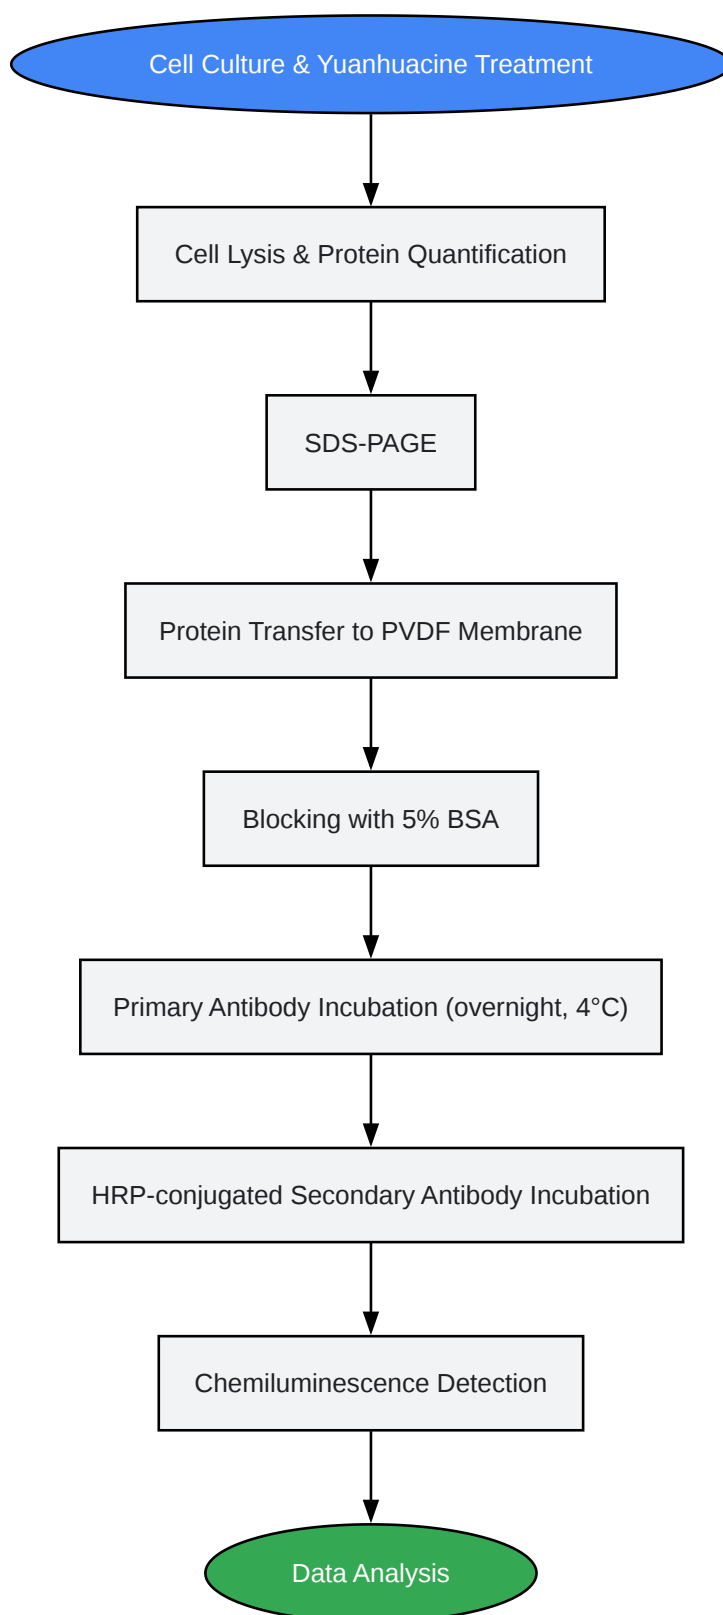 Cell Culture & Yuanhuacine Treatment
Cell Lysis & Protein Quantification
SDS-PAGE
Protein Transfer to PVDF Membrane
Blocking with 5% BSA
Primary Antibody Incubation (overnight, 4°C)
HRP-conjugated Secondary Antibody Incubation
Chemiluminescence Detection
Data Analysis